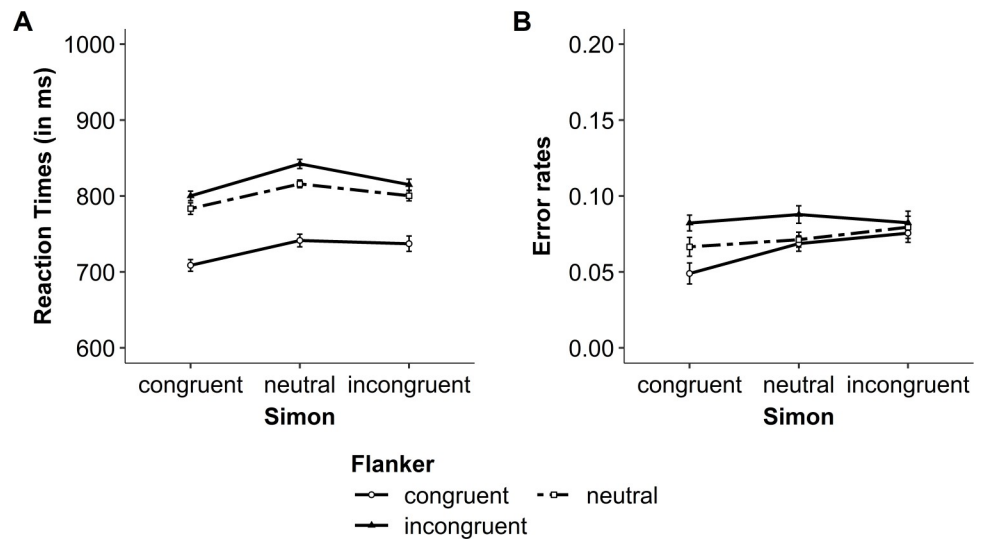 A
Reaction Times (in ms)
1000
900
800
700
600
congruent neutral incongruent
Simon
B
Error rates
0.20
0.15
0.10
0.05
0.00
congruent neutral incongruent
Simon
Flanker
congruent neutral
incongruent